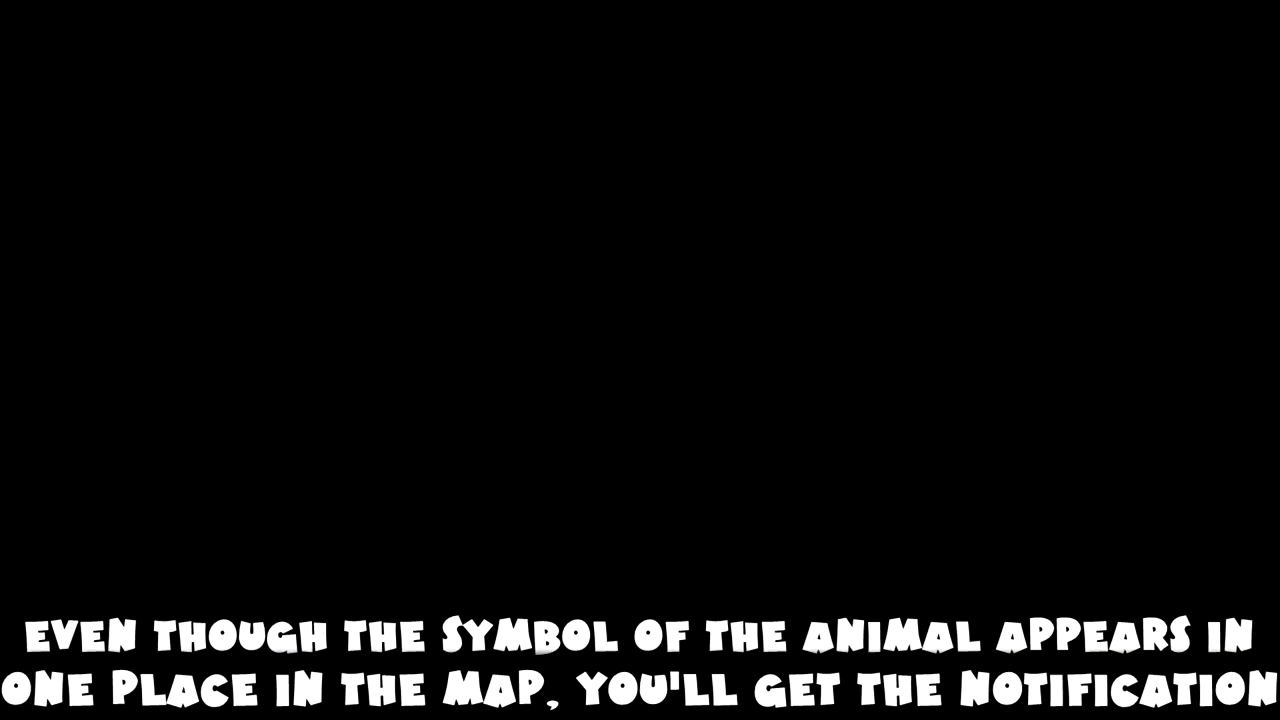 EVEN THOUGH THE SYMBOL OF THE ANIMAL APPEARS IN
ONE PLACE IN THE MAP, YOU'LL GET THE NOTIFICATION